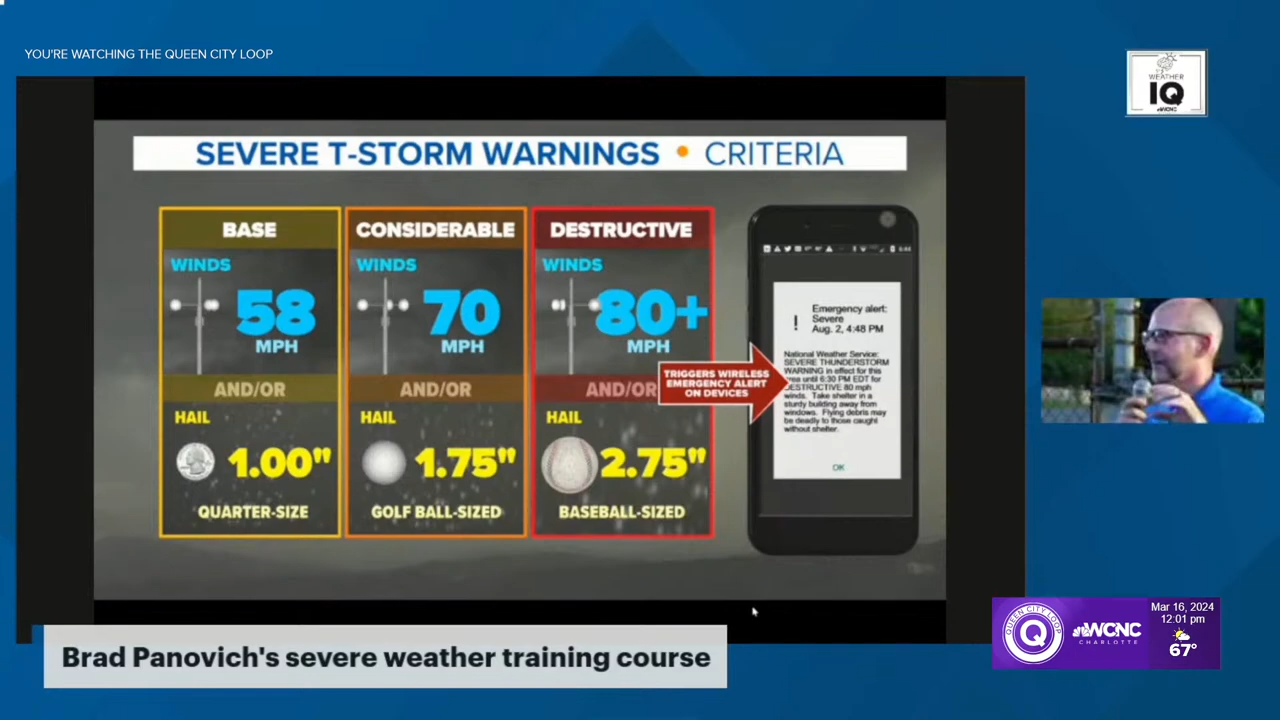 YOU'RE WATCHING THE QUEEN CITY LOOP
WEATHER
IQ
WCNC
SEVERE T-STORM WARNINGS • CRITERIA
BASE
WINDS
58
MPH
AND/OR
HAIL
1.00"
QUARTER-SIZE
CONSIDERABLE
WINDS
70
MPH
AND/OR
HAIL
1.75"
GOLF BALL-SIZED
DESTRUCTIVE
WINDS
80+
MPH
AND/OR
HAIL
2.75"
BASEBALL-SIZED
TRIGGERS WIRELESS
EMERGENCY ALERT
ON DEVICES
!
Emergency alert:
Severe
Aug. 2, 4:48 PM
National Weather Service:
SEVERE THUNDERSTORM
WARNING in effect for this
area until 6:30 PM EDT for
DESTRUCTIVE 80 mph
winds. Take shelter in a
sturdy building away from
windows. Flying debris may
be deadly to those caught
without shelter.
OK
Brad Panovich's severe weather training course
QUEEN CITY LOOP
Q
WCNC
CHARLOTTE
Mar 16, 2024
12:01 pm
67°